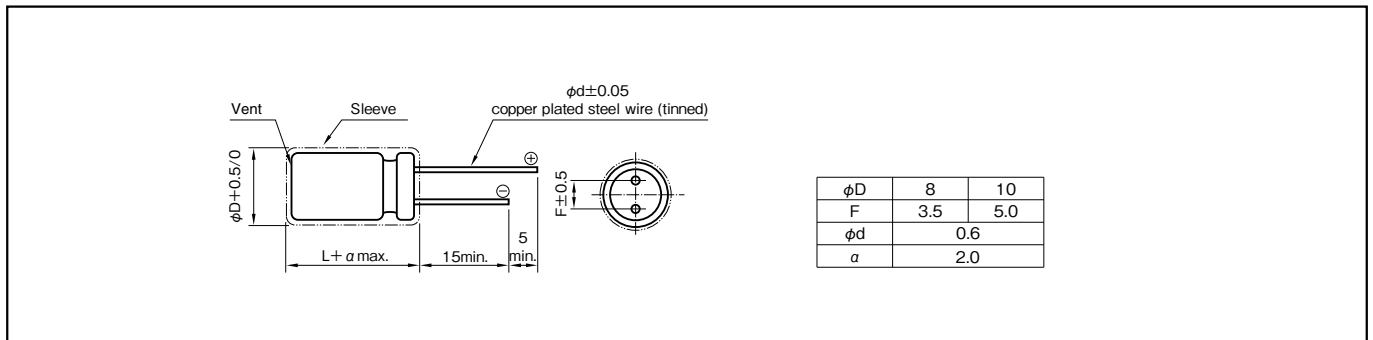 φd±0.05
Vent
Sleeve
copper plated steel wire (tinned)
φD+0.5/0
⊕
⊖
F±0.5
L+α max.
15min.
5
min.
φD 8 10
F 3.5 5.0
φd 0.6
α 2.0